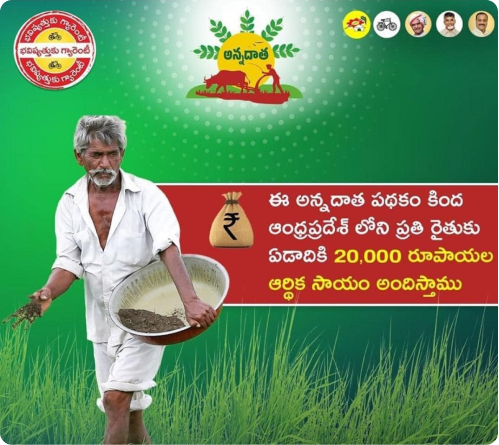 భవిష్యత్తుకు గ్యారెంటీ
భవిష్యత్తుకు గ్యారెంటీ
భవిష్యత్తుకు గ్యారెంటీ
అన్నదాత
ఈ అన్నదాత పథకం కింద
ఆంధ్రప్రదేశ్ లోని ప్రతి రైతుకు
ఏడాదికి 20,000 రూపాయల
ఆర్థిక సాయం అందిస్తాము
₹